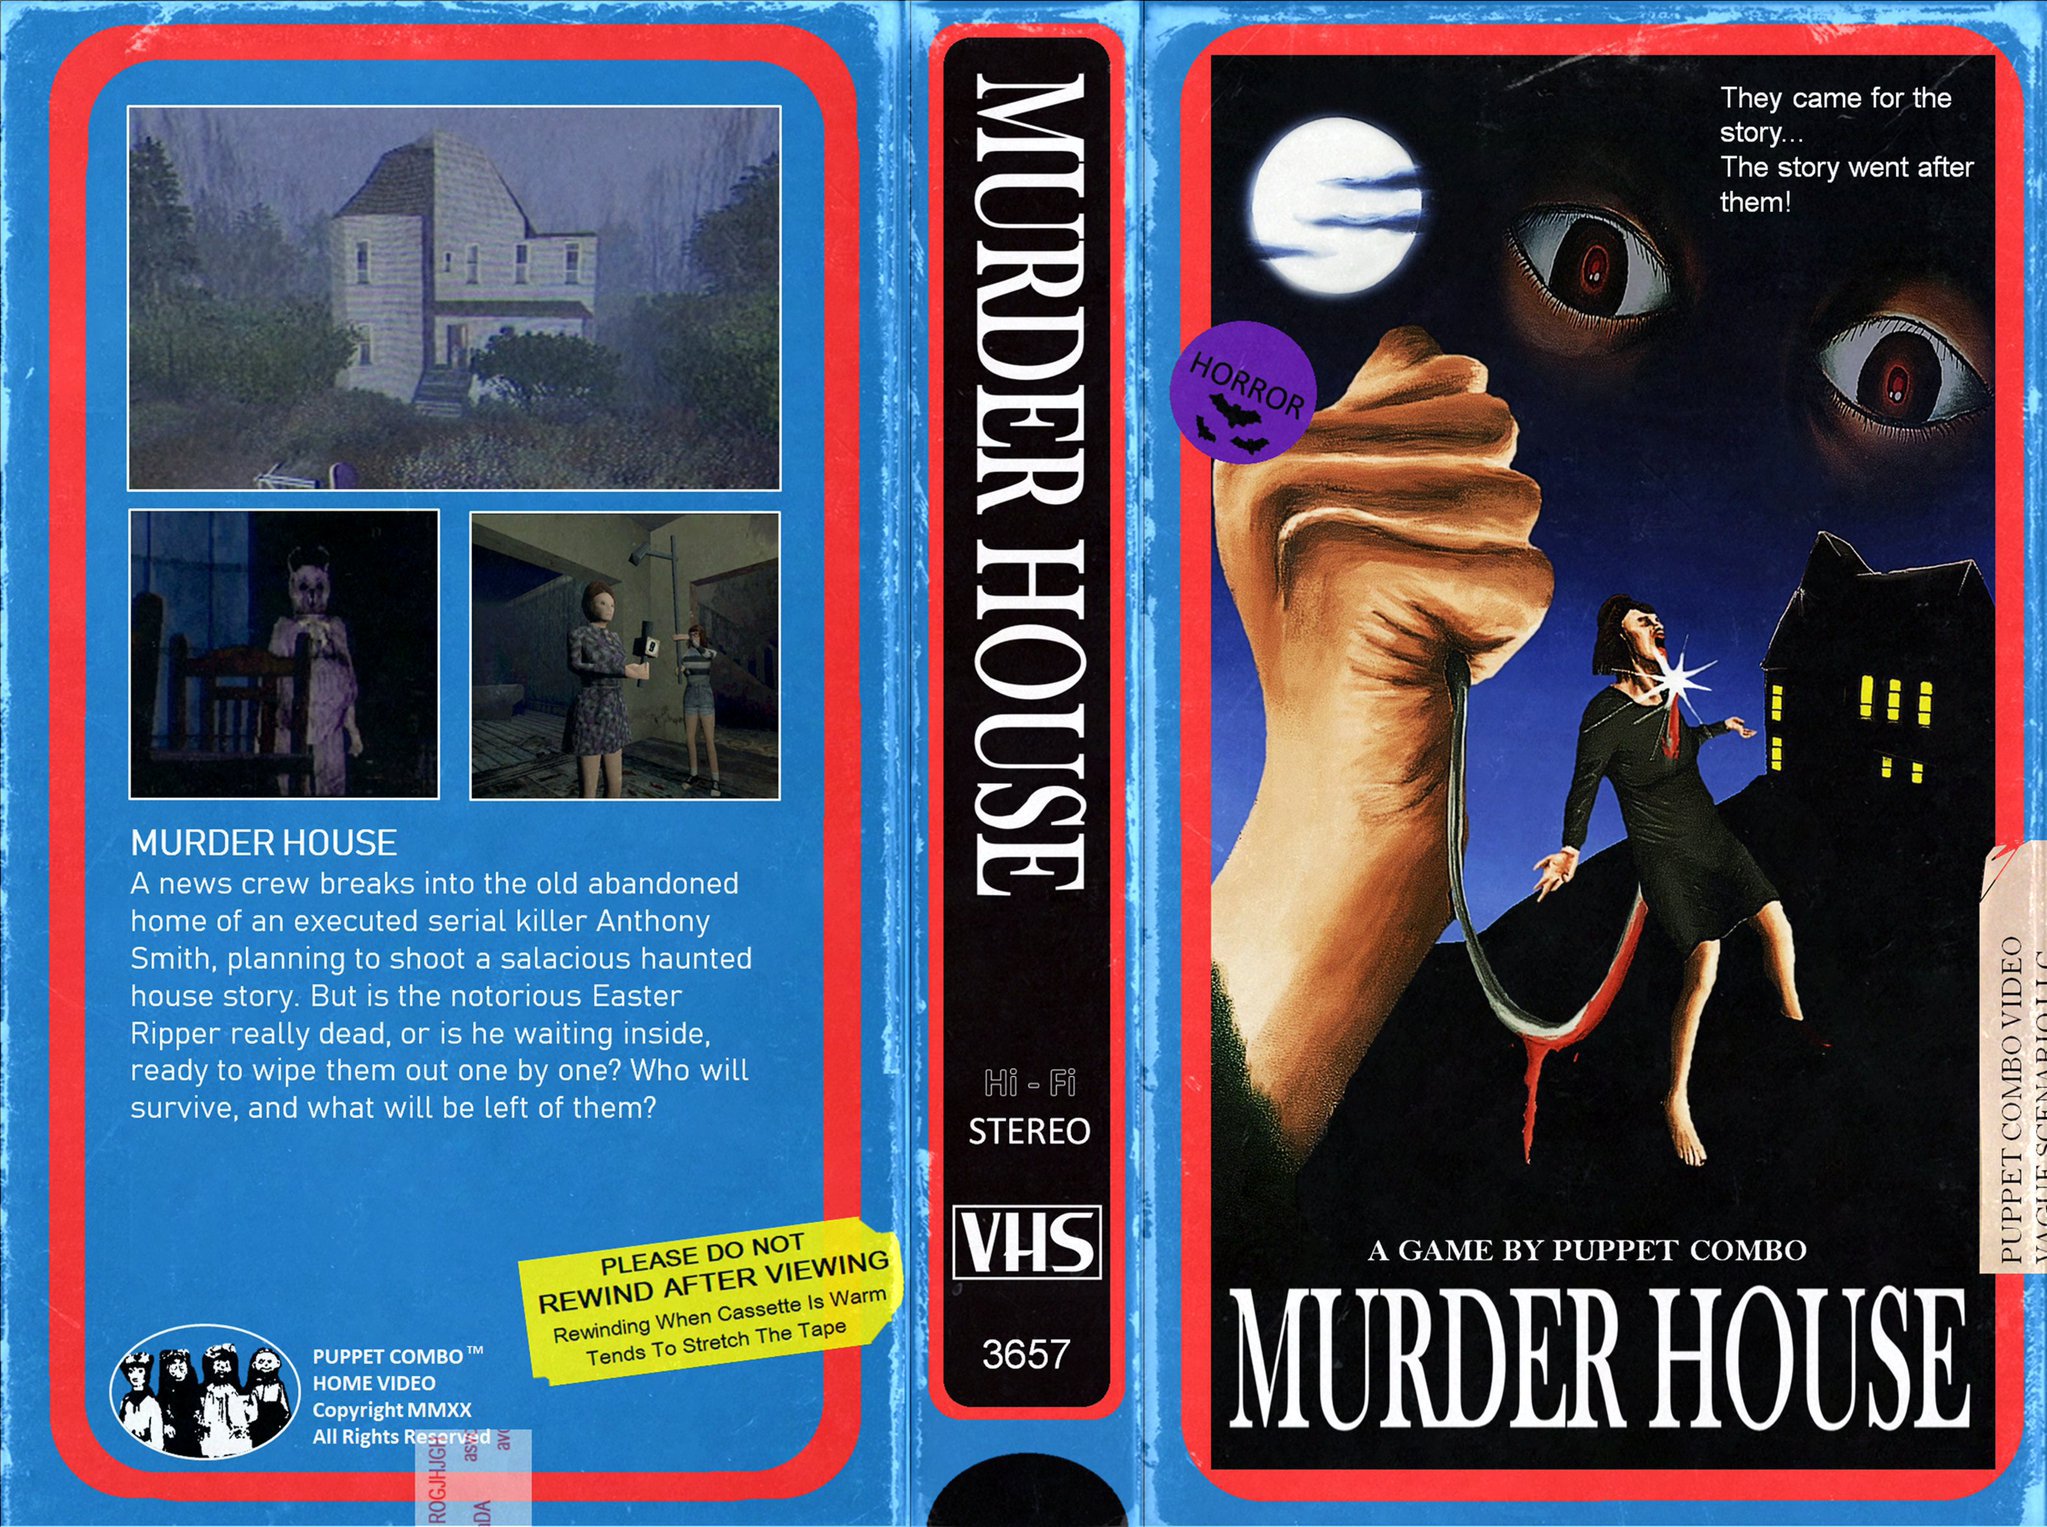 MURDER HOUSE
A news crew breaks into the old abandoned
home of an executed serial killer Anthony
Smith, planning to shoot a salacious haunted
house story. But is the notorious Easter
Ripper really dead, or is he waiting inside,
ready to wipe them out one by one? Who will
survive, and what will be left of them?
PLEASE DO NOT
REWIND AFTER VIEWING
Rewinding When Cassette Is Warm
Tends To Stretch The Tape
PUPPET COMBO™
HOME VIDEO
Copyright MMXX
All Rights Reserved
ROGJHJGH
MURDER HOUSE
Hi - Fi
STEREO
VHS
3657
They came for the
story...
The story went after
them!
HORROR
PUPPET COMBO VIDEO
VAGUE SCENARIO LLC
A GAME BY PUPPET COMBO
MURDER HOUSE